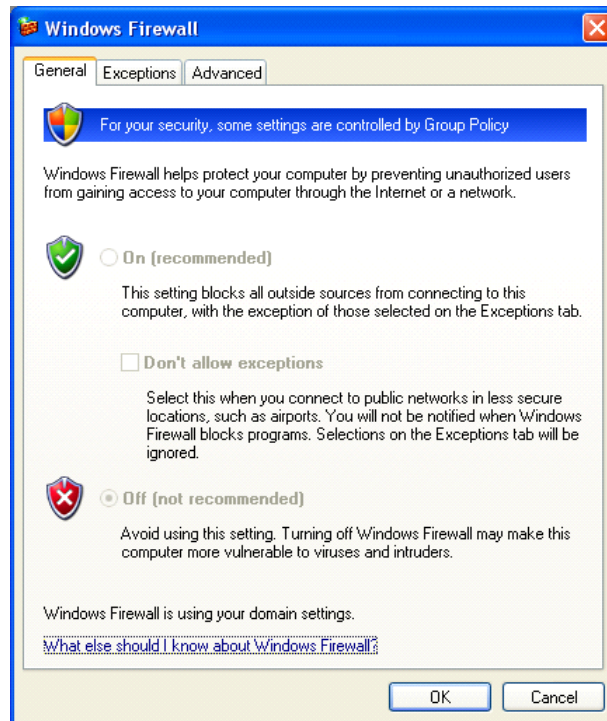 Windows Firewall
General Exceptions Advanced
For your security, some settings are controlled by Group Policy
Windows Firewall helps protect your computer by preventing unauthorized users
from gaining access to your computer through the Internet or a network.
On (recommended)
This setting blocks all outside sources from connecting to this
computer, with the exception of those selected on the Exceptions tab.
Don't allow exceptions
Select this when you connect to public networks in less secure
locations, such as airports. You will not be notified when Windows
Firewall blocks programs. Selections on the Exceptions tab will be
ignored.
Off (not recommended)
Avoid using this setting. Turning off Windows Firewall may make this
computer more vulnerable to viruses and intruders.
Windows Firewall is using your domain settings.
What else should I know about Windows Firewall?
OK Cancel